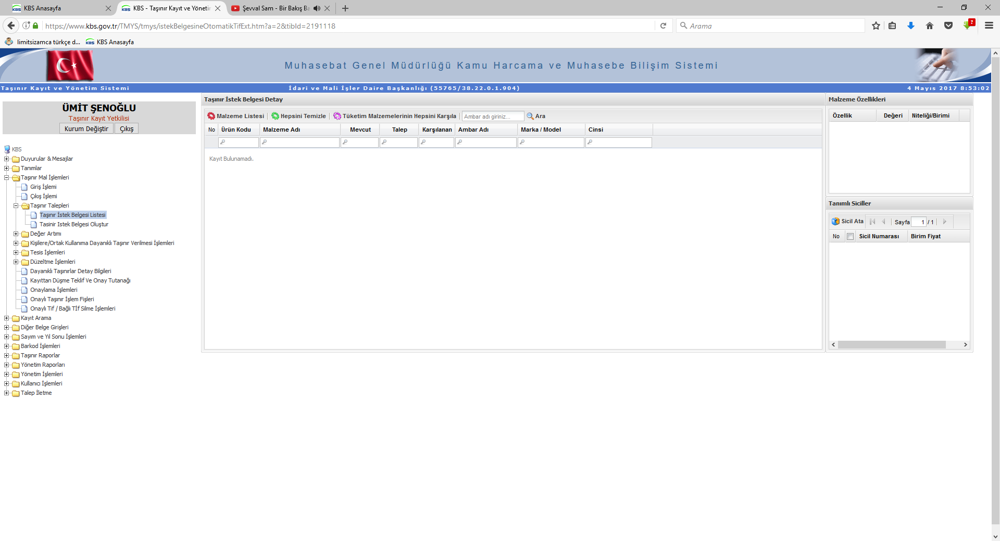 KBS Anasayfa
KBS - Taşınır Kayıt ve Yönetir
Şevval Sam - Bir Bakış Ba
https://www.kbs.gov.tr/TMYS/tmys/istekBelgesineOtomatikTifExt.htm?a=2&tibId=2191118
Arama
limitsizamca türkçe d...
KBS Anasayfa
Muhasebat Genel Müdürlüğü Kamu Harcama ve Muhasebe Bilişim Sistemi
Taşınır Kayıt ve Yönetim Sistemi
İdari ve Mali İşler Daire Başkanlığı (55765/38.22.0.1.904)
4 Mayıs 2017 8:53:02
ÜMİT ŞENOĞLU
Taşınır Kayıt Yetkilisi
Kurum Değiştir
Çıkış
KBS
Duyurular & Mesajlar
Tanımlar
Taşınır Mal İşlemleri
Giriş İşlemi
Çıkış İşlemi
Taşınır Talepleri
Taşınır İstek Belgesi Listesi
Tasinir Istek Belgesi Oluştur
Değer Artımı
Kişilere/Ortak Kullanıma Dayanıklı Taşınır Verilmesi İşlemleri
Tesis İşlemleri
Düzeltme İşlemleri
Dayanıklı Taşınırlar Detay Bilgileri
Kayıttan Düşme Teklif Ve Onay Tutanağı
Onaylama İşlemleri
Onaylı Taşınır İşlem Fişleri
Onaylı Tif / Bağlı Tİf Silme İşlemleri
Kayıt Arama
Diğer Belge Girişleri
Sayım ve Yıl Sonu İşlemleri
Barkod İşlemleri
Taşınır Raporlar
Yönetim Raporları
Yönetim İşlemleri
Kullanıcı İşlemleri
Talep İletme
Taşınır İstek Belgesi Detay
Malzeme Listesi
Hepsini Temizle
Tüketim Malzemelerinin Hepsini Karşıla
Ambar adı giriniz...
Ara
No
Ürün Kodu
Malzeme Adı
Mevcut
Talep
Karşılanan
Ambar Adı
Marka / Model
Cinsi
Kayıt Bulunamadı.
Malzeme Özellikleri
Özellik
Değeri
Niteliği/Birimi
Tanımlı Siciller
Sicil Ata
Sayfa
1
/ 1
No
Sicil Numarası
Birim Fiyat